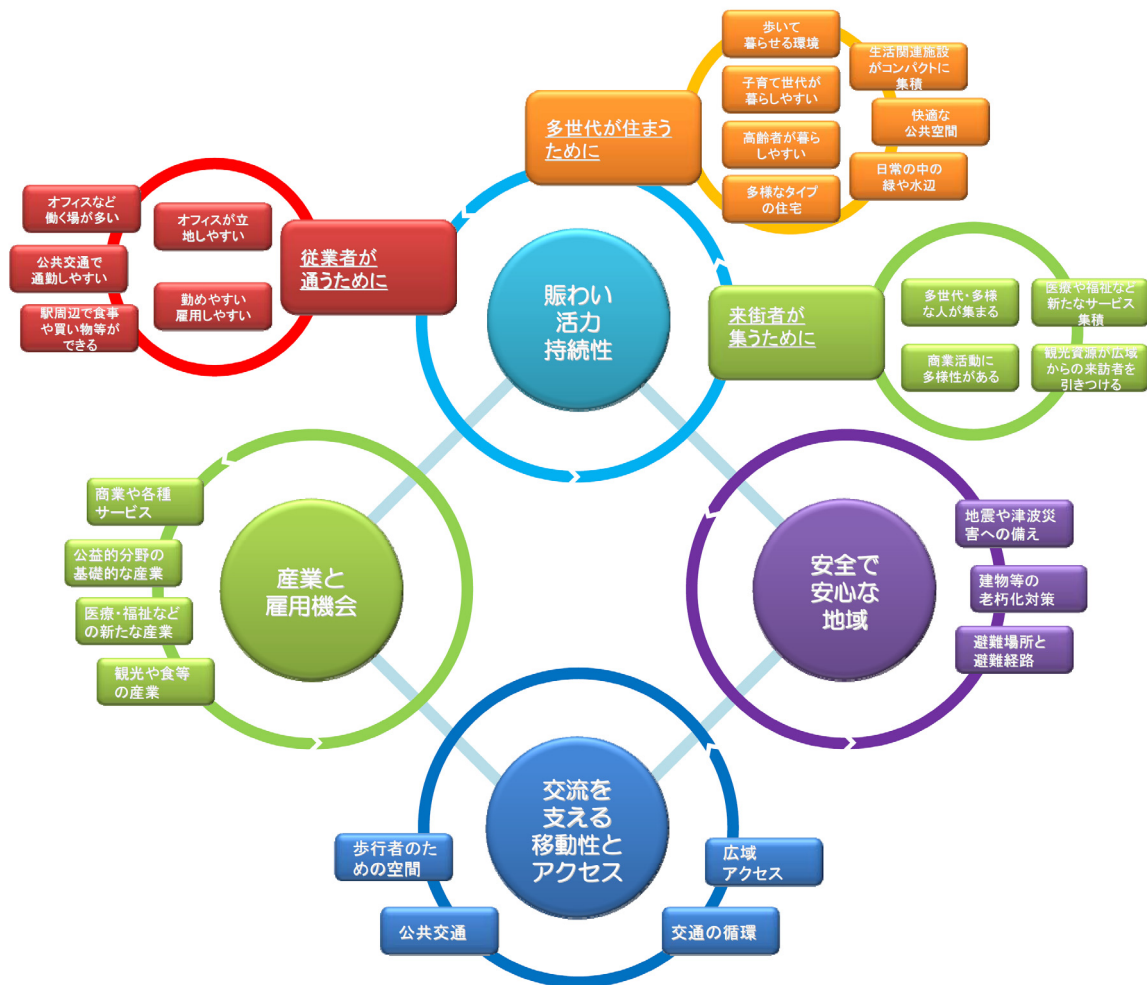 歩いて
暮らせる環境
生活関連施設
がコンパクトに
集積
子育て世代が
暮らしやすい
快適な
公共空間
高齢者が暮ら
しやすい
日常の中の
緑や水辺
多様なタイプ
の住宅
多世代が住まう
ために
オフィスなど
働く場が多い
オフィスが立
地しやすい
公共交通で
通勤しやすい
勤めやすい
雇用しやすい
駅周辺で食事
や買い物等が
できる
従業者が
通うために
賑わい
活力
持続性
来街者が
集うために
多世代・多様
な人が集まる
医療や福祉など
新たなサービス
集積
商業活動に
多様性がある
観光資源が広域
からの来訪者を
引きつける
商業や各種
サービス
公益的分野の
基礎的な産業
医療・福祉など
の新たな産業
観光や食等
の産業
産業と
雇用機会
安全で
安心な
地域
地震や津波災
害への備え
建物等の
老朽化対策
避難場所と
避難経路
交流を
支える
移動性と
アクセス
歩行者のた
めの空間
広域
アクセス
公共交通
交通の循環